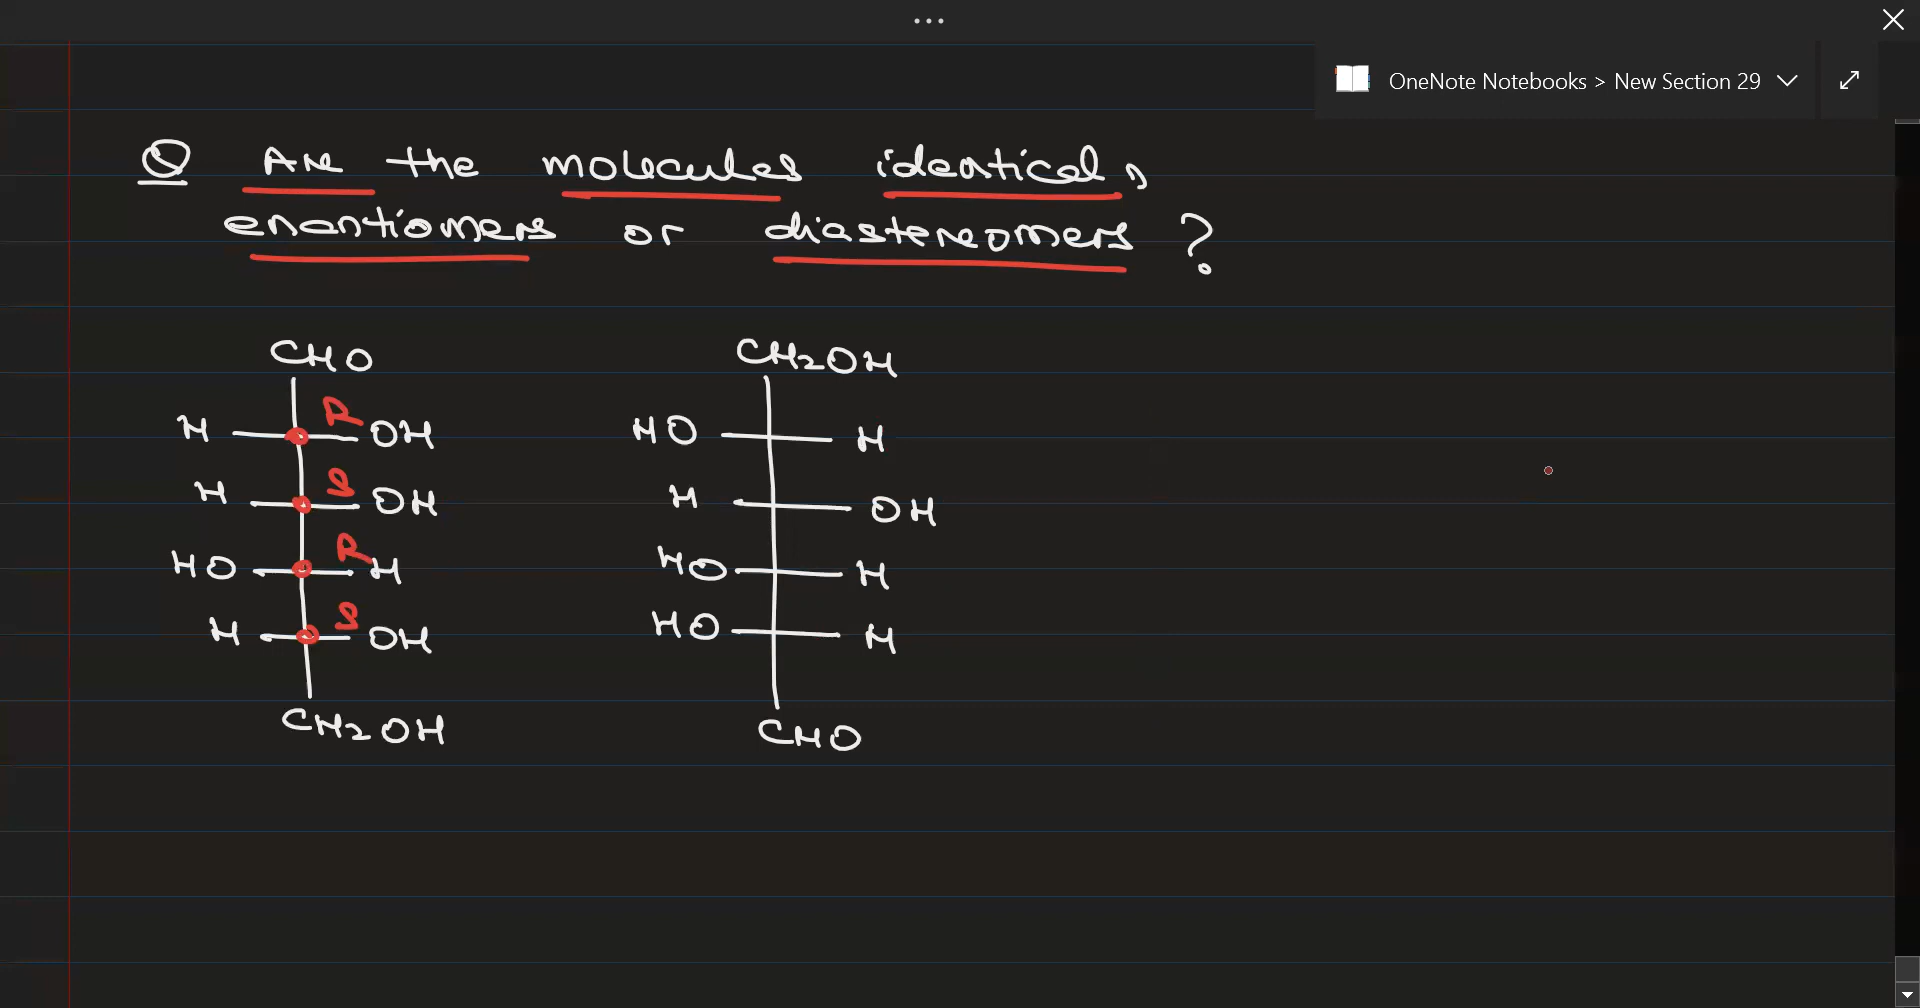 ...
OneNote Notebooks > New Section 29
Q Are the molecules identical,
enantiomers or diastereomers ?
CHO CH2OH
H R OH HO H
H S OH H OH
HO R H HO H
H S OH HO H
CH2OH CHO